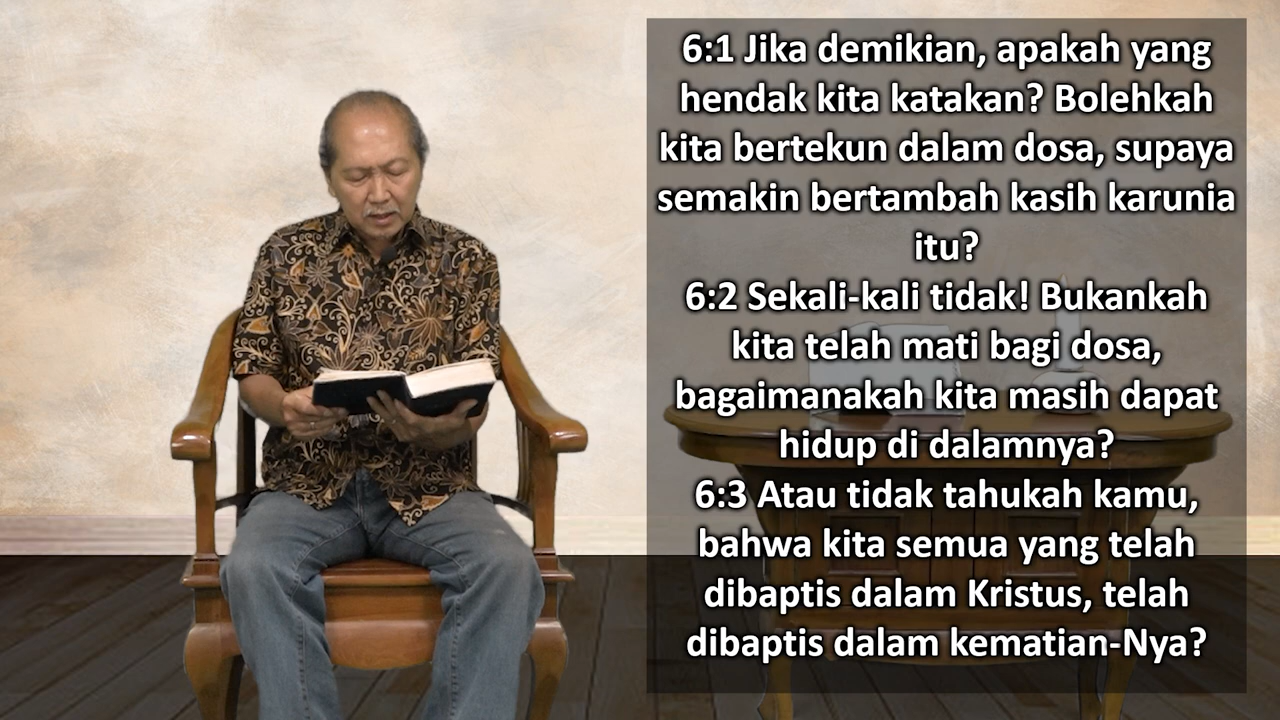 6:1 Jika demikian, apakah yang
hendak kita katakan? Bolehkah
kita bertekun dalam dosa, supaya
semakin bertambah kasih karunia
itu?
6:2 Sekali-kali tidak! Bukankah
kita telah mati bagi dosa,
bagaimanakah kita masih dapat
hidup di dalamnya?
6:3 Atau tidak tahukah kamu,
bahwa kita semua yang telah
dibaptis dalam Kristus, telah
dibaptis dalam kematian-Nya?